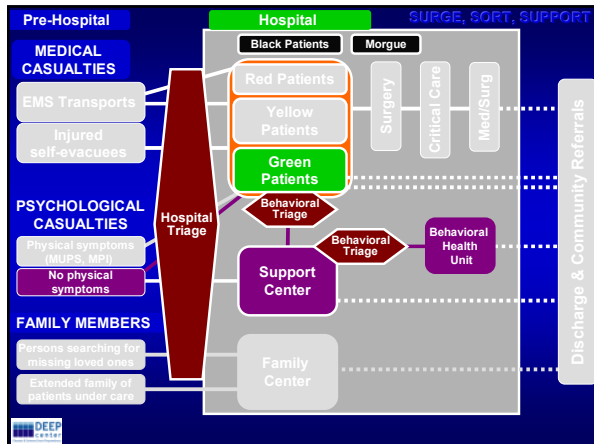 Pre-Hospital
Hospital
SURGE, SORT, SUPPORT
MEDICAL
CASUALTIES
EMS Transports
Injured
self-evacuees
PSYCHOLOGICAL
CASUALTIES
Physical symptoms
(MUPS, MPI)
No physical
symptoms
FAMILY MEMBERS
Persons searching for
missing loved ones
Extended family of
patients under care
Hospital
Triage
Black Patients
Morgue
Red Patients
Yellow
Patients
Green
Patients
Behavioral
Triage
Support
Center
Behavioral
Triage
Behavioral
Health
Unit
Family
Center
Surgery
Critical Care
Med/Surg
Discharge & Community Referrals
DEEP
center